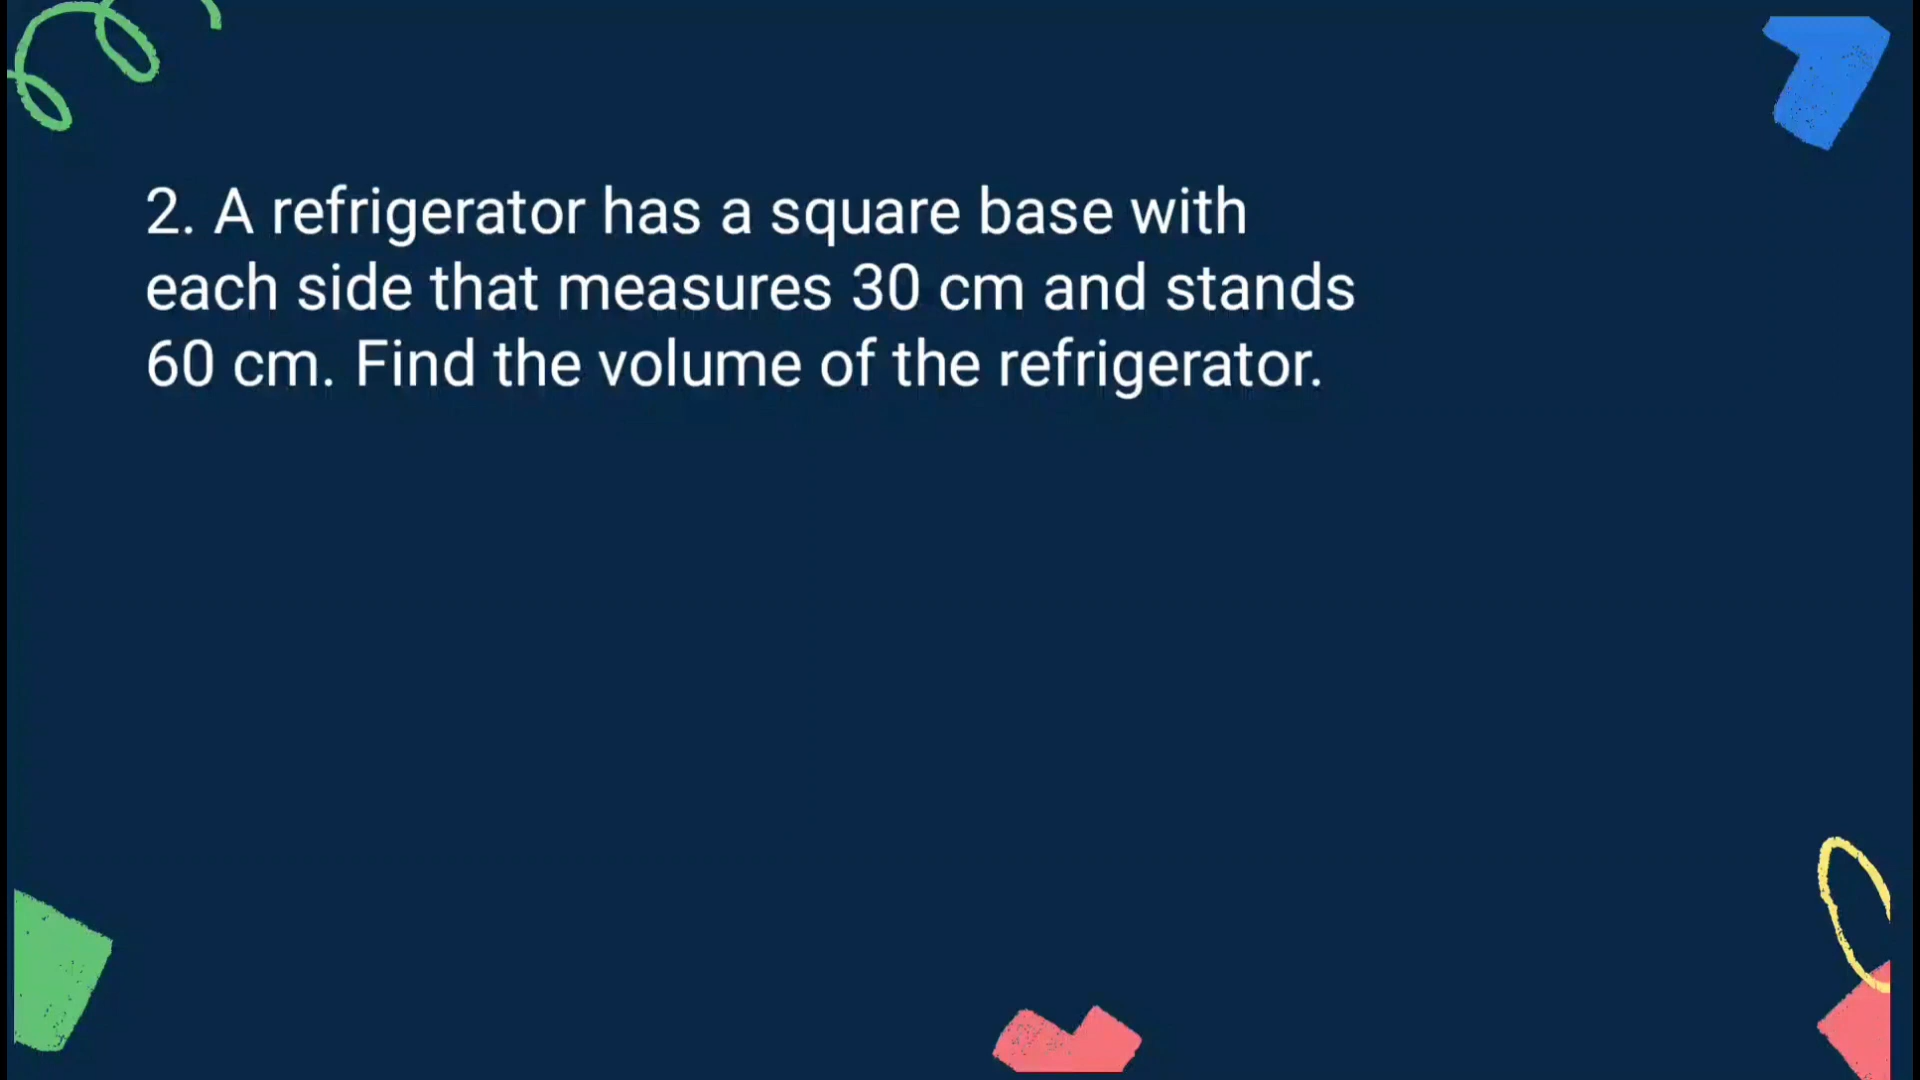 2. A refrigerator has a square base with
each side that measures 30 cm and stands
60 cm. Find the volume of the refrigerator.